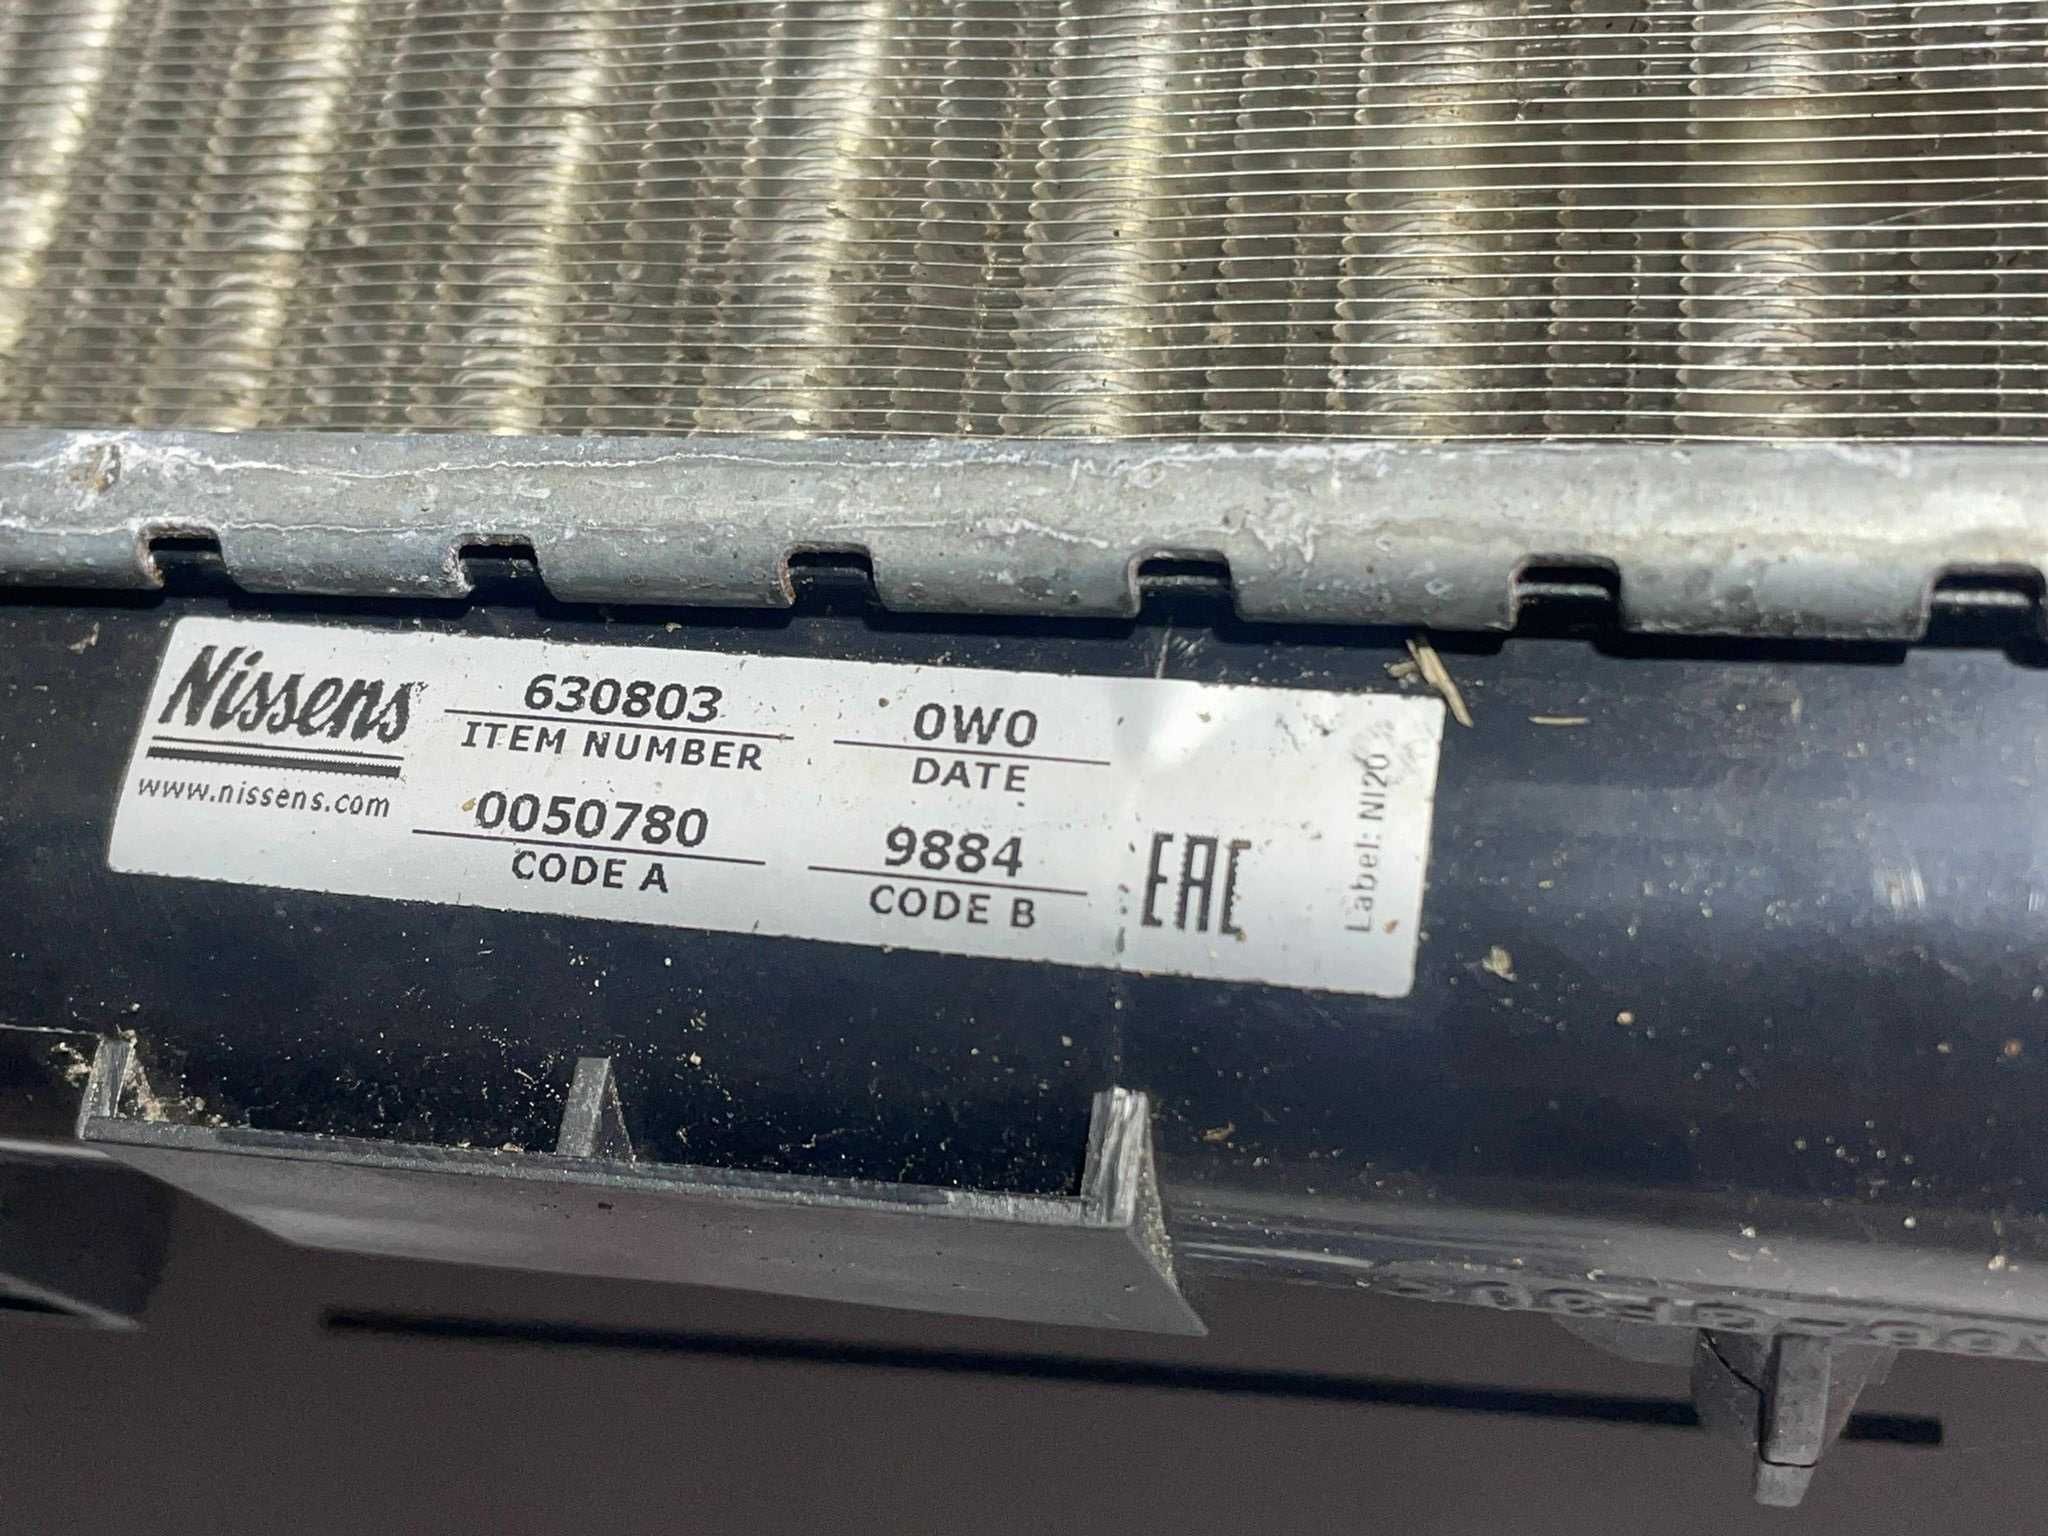 Nissens
www.nissens.com
630803
ITEM NUMBER
0W0
DATE
0050780
CODE A
9884
CODE B
EAC
Label: NI20